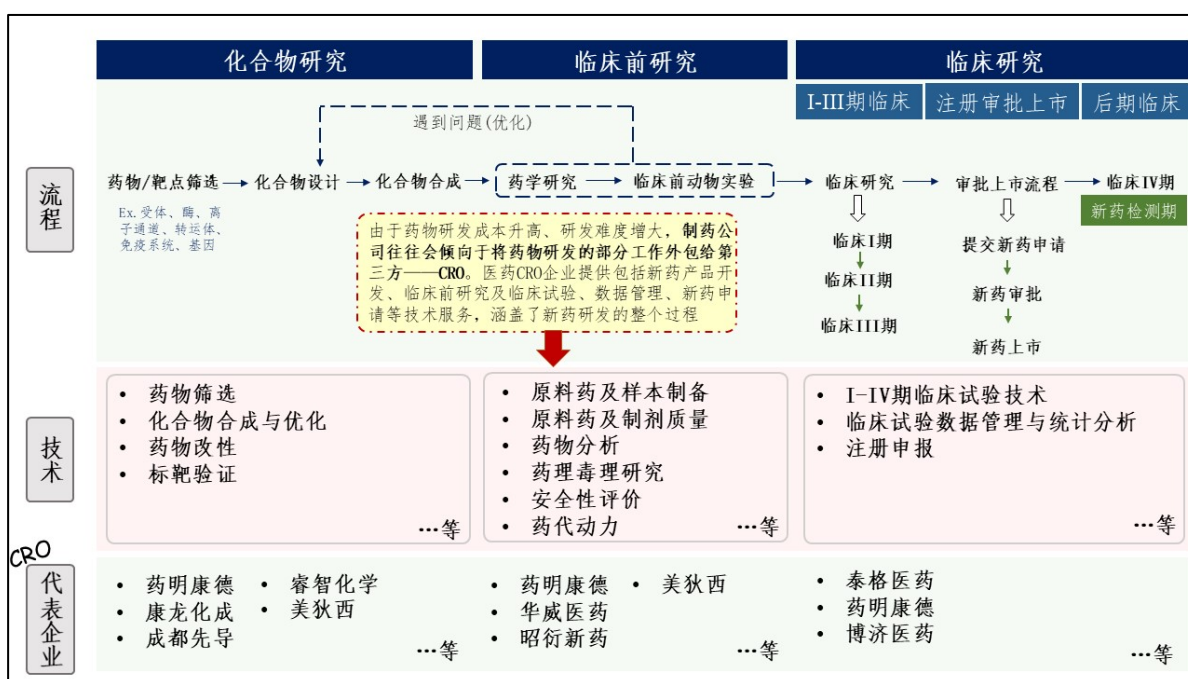 化合物研究
临床前研究
临床研究
I-III期临床
注册审批上市
后期临床
遇到问题(优化)
流程
药物/靶点筛选
化合物设计
化合物合成
药学研究
临床前动物实验
临床研究
审批上市流程
临床IV期
Ex.受体、酶、离
子通道、转运体、
免疫系统、基因
新药检测期
由于药物研发成本升高、研发难度增大，制药公
司往往会倾向于将药物研发的部分工作外包给第
三方——CRO。医药CRO企业提供包括新药产品开
发、临床前研究及临床试验、数据管理、新药申
请等技术服务，涵盖了新药研发的整个过程
临床I期
临床II期
临床III期
提交新药申请
新药审批
新药上市
技术
• 药物筛选
• 化合物合成与优化
• 药物改性
• 标靶验证
…等
• 原料药及样本制备
• 原料药及制剂质量
• 药物分析
• 药理毒理研究
• 安全性评价
• 药代动力
…等
• I-IV期临床试验技术
• 临床试验数据管理与统计分析
• 注册申报
…等
CRO
代表企业
• 药明康德
• 康龙化成
• 成都先导
• 睿智化学
• 美狄西
…等
• 药明康德
• 华威医药
• 昭衍新药
• 美狄西
…等
• 泰格医药
• 药明康德
• 博济医药
…等